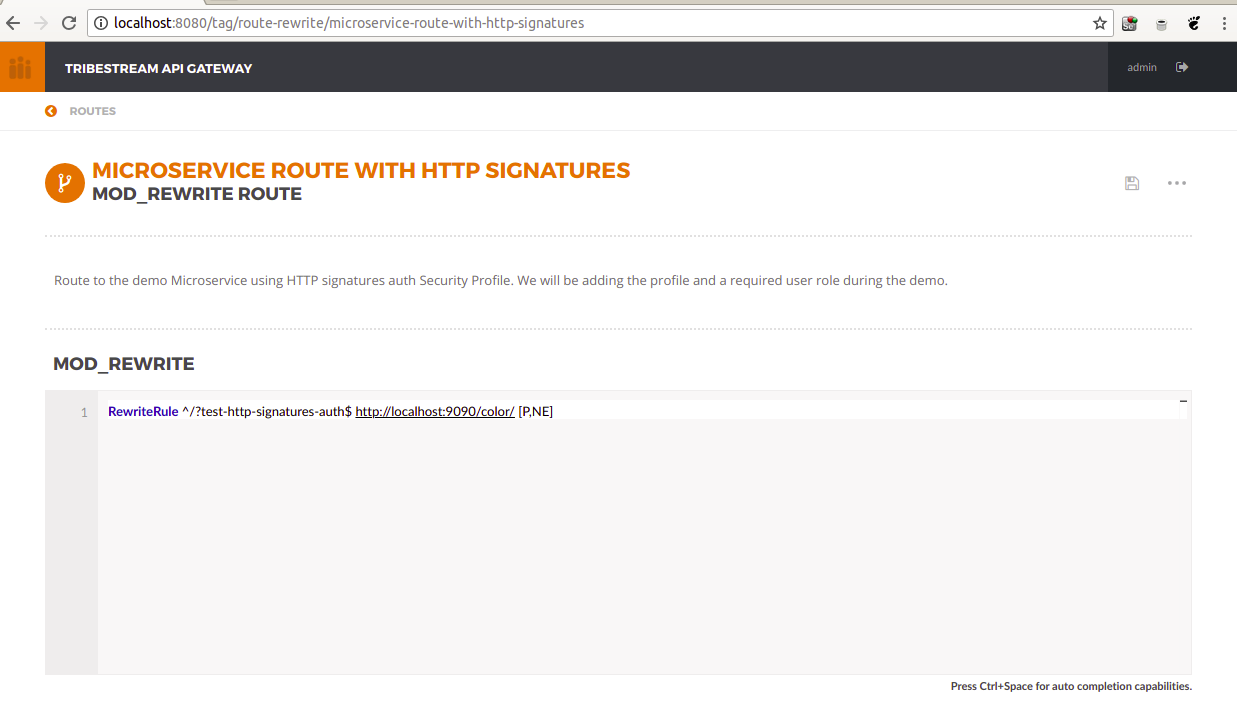 localhost:8080/tag/route-rewrite/microservice-route-with-http-signatures
TRIBESTREAM API GATEWAY
admin
ROUTES
MICROSERVICE ROUTE WITH HTTP SIGNATURES
MOD_REWRITE ROUTE
Route to the demo Microservice using HTTP signatures auth Security Profile. We will be adding the profile and a required user role during the demo.
MOD_REWRITE
1 RewriteRule ^/?test-http-signatures-auth$ http://localhost:9090/color/ [P,NE]
Press Ctrl+Space for auto completion capabilities.